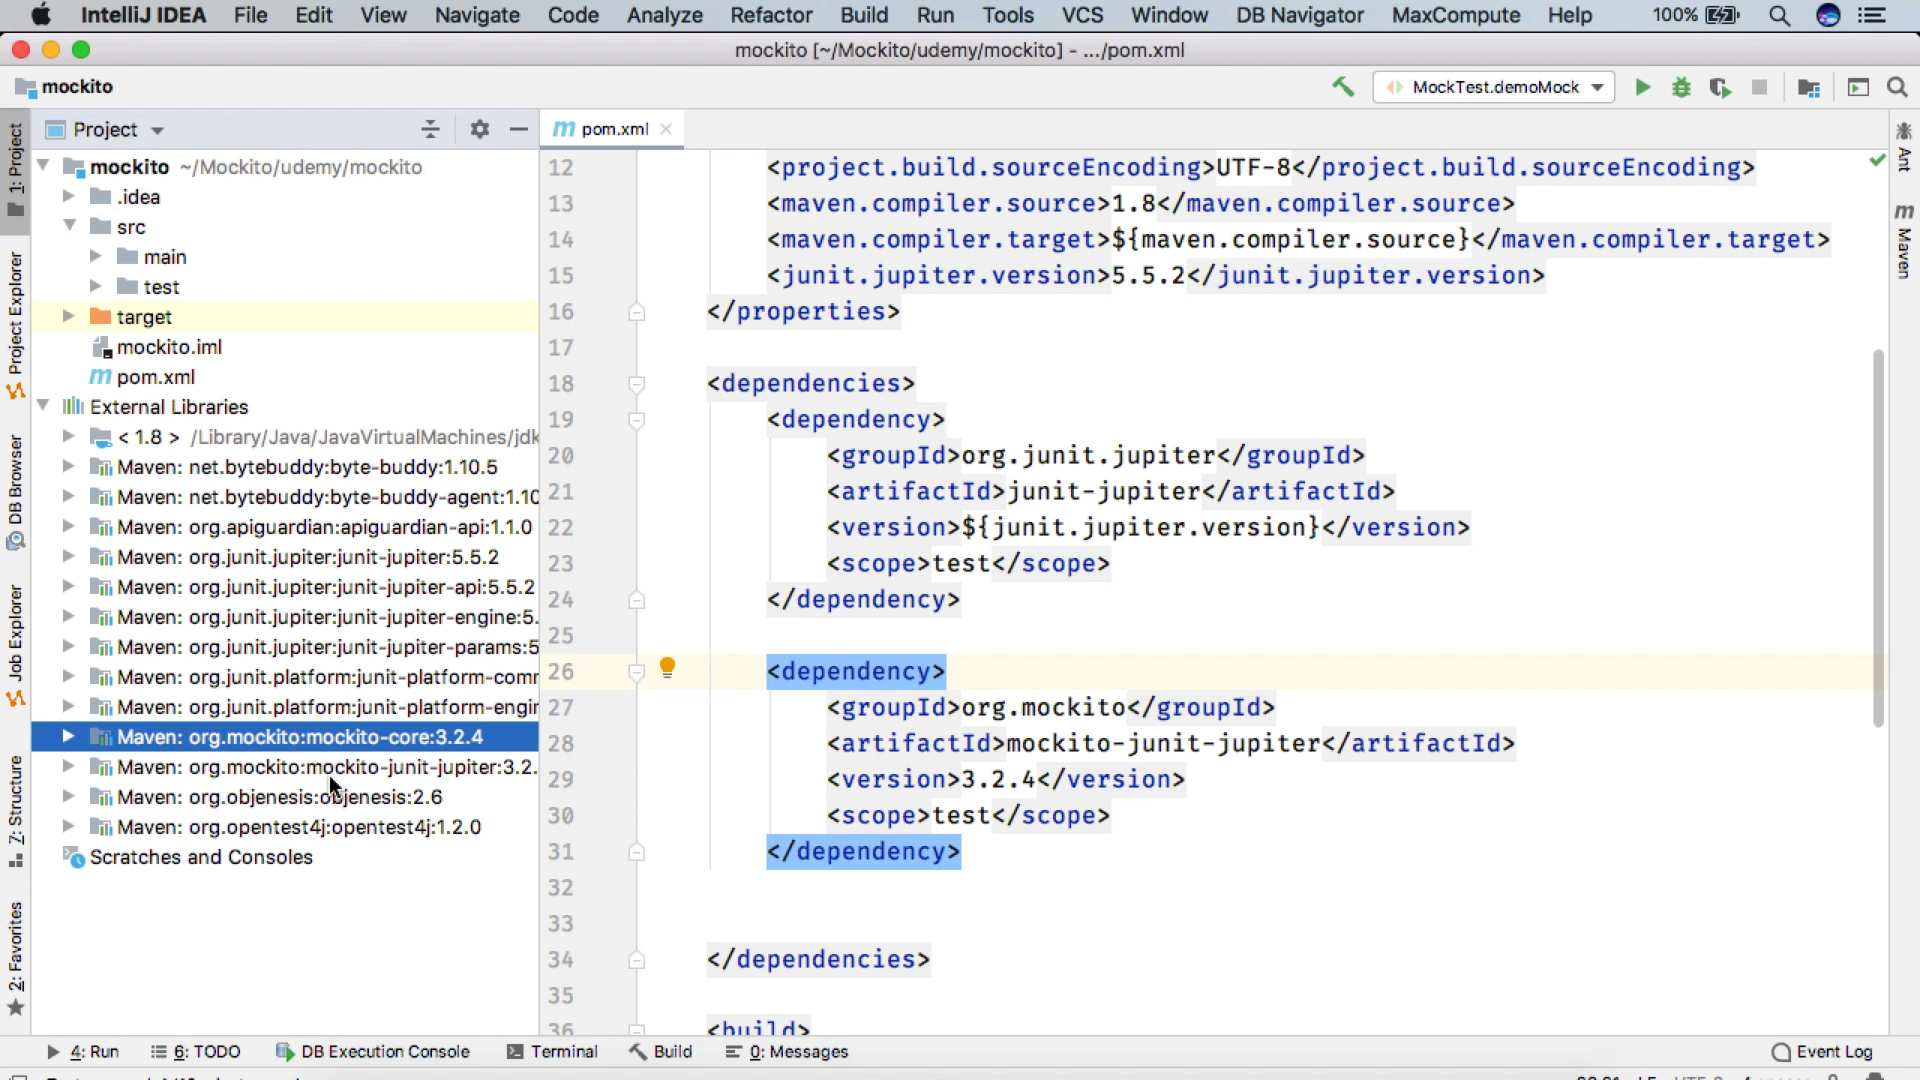 IntelliJ IDEA File Edit View Navigate Code Analyze Refactor Build Run Tools VCS Window DB Navigator MaxCompute Help 100%
mockito [~/Mockito/udemy/mockito] - .../pom.xml
mockito
MockTest.demoMock
Project
pom.xml
1: Project
Project Explorer
DB Browser
Job Explorer
7: Structure
2: Favorites
mockito ~/Mockito/udemy/mockito
.idea
src
main
test
target
mockito.iml
pom.xml
External Libraries
< 1.8 > /Library/Java/JavaVirtualMachines/jdk
Maven: net.bytebuddy:byte-buddy:1.10.5
Maven: net.bytebuddy:byte-buddy-agent:1.10
Maven: org.apiguardian:apiguardian-api:1.1.0
Maven: org.junit.jupiter:junit-jupiter:5.5.2
Maven: org.junit.jupiter:junit-jupiter-api:5.5.2
Maven: org.junit.jupiter:junit-jupiter-engine:5.
Maven: org.junit.jupiter:junit-jupiter-params:5
Maven: org.junit.platform:junit-platform-comm
Maven: org.junit.platform:junit-platform-engin
Maven: org.mockito:mockito-core:3.2.4
Maven: org.mockito:mockito-junit-jupiter:3.2.
Maven: org.objenesis:objenesis:2.6
Maven: org.opentest4j:opentest4j:1.2.0
Scratches and Consoles
12 <project.build.sourceEncoding>UTF-8</project.build.sourceEncoding>
13 <maven.compiler.source>1.8</maven.compiler.source>
14 <maven.compiler.target>${maven.compiler.source}</maven.compiler.target>
15 <junit.jupiter.version>5.5.2</junit.jupiter.version>
16 </properties>
17
18 <dependencies>
19 <dependency>
20 <groupId>org.junit.jupiter</groupId>
21 <artifactId>junit-jupiter</artifactId>
22 <version>${junit.jupiter.version}</version>
23 <scope>test</scope>
24 </dependency>
25
26 <dependency>
27 <groupId>org.mockito</groupId>
28 <artifactId>mockito-junit-jupiter</artifactId>
29 <version>3.2.4</version>
30 <scope>test</scope>
31 </dependency>
32
33
34 </dependencies>
35
36 <build>
Ant
Maven
4: Run 6: TODO DB Execution Console Terminal Build 0: Messages Event Log